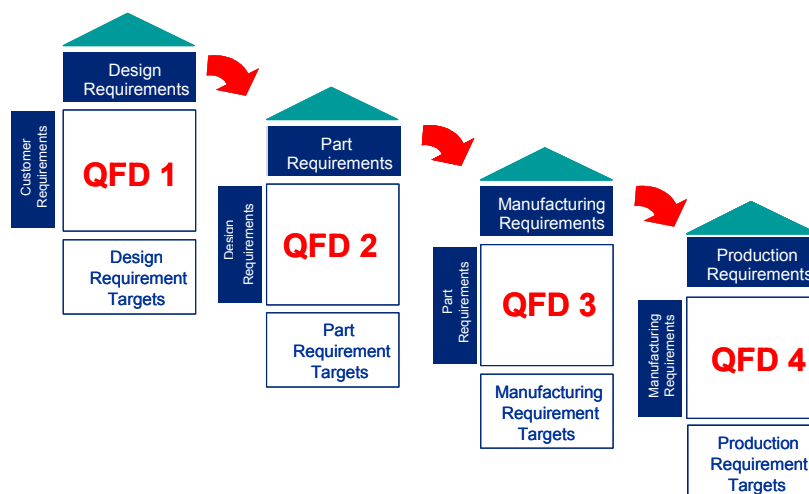 Design
Requirements
Customer
Requirements
QFD 1
Design
Requirement
Targets
Part
Requirements
Design
Requirements
QFD 2
Part
Requirement
Targets
Manufacturing
Requirements
Part
Requirements
QFD 3
Manufacturing
Requirement
Targets
Production
Requirements
Manufacturing
Requirements
QFD 4
Production
Requirement
Targets